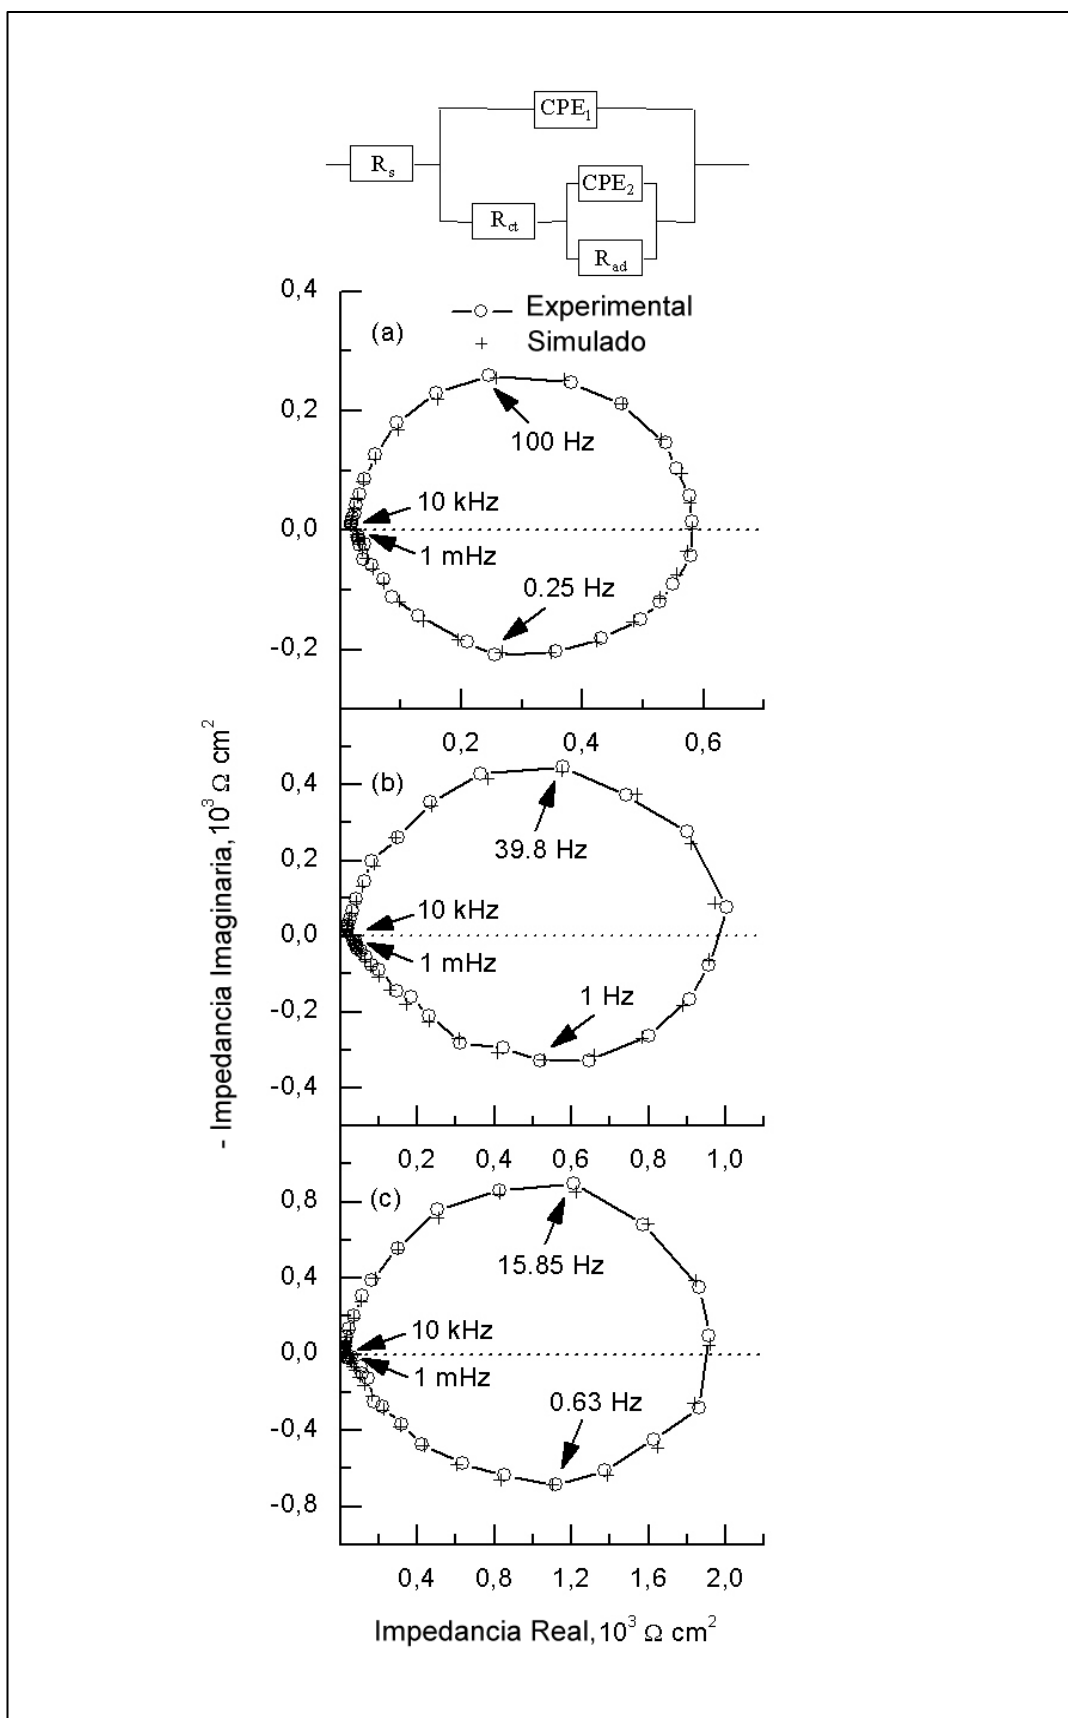 CPE1
Rs
CPE2
Rct
Rad
0,4
Experimental
(a)
Simulado
0,2
100 Hz
10 kHz
0,0
1 mHz
0.25 Hz
-0,2
0,2 0,4 0,6
0,4
(b)
39.8 Hz
0,2
10 kHz
0,0
1 mHz
1 Hz
-0,2
-0,4
0,2 0,4 0,6 0,8 1,0
0,8
(c)
15.85 Hz
0,4
10 kHz
0,0
1 mHz
0.63 Hz
-0,4
-0,8
0,4 0,8 1,2 1,6 2,0
- Impedancia Imaginaria, 10³ Ω cm²
Impedancia Real, 10³ Ω cm²